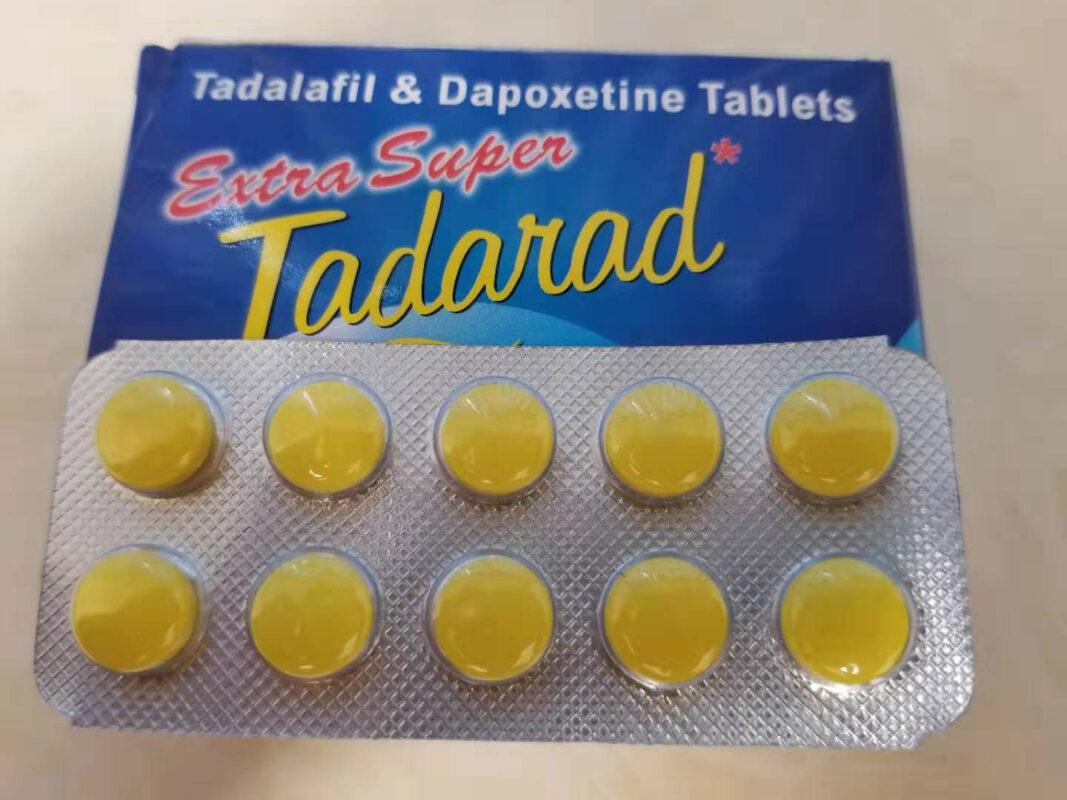 Tadalafil & Dapoxetine Tablets
Extra Super
Tadarad*